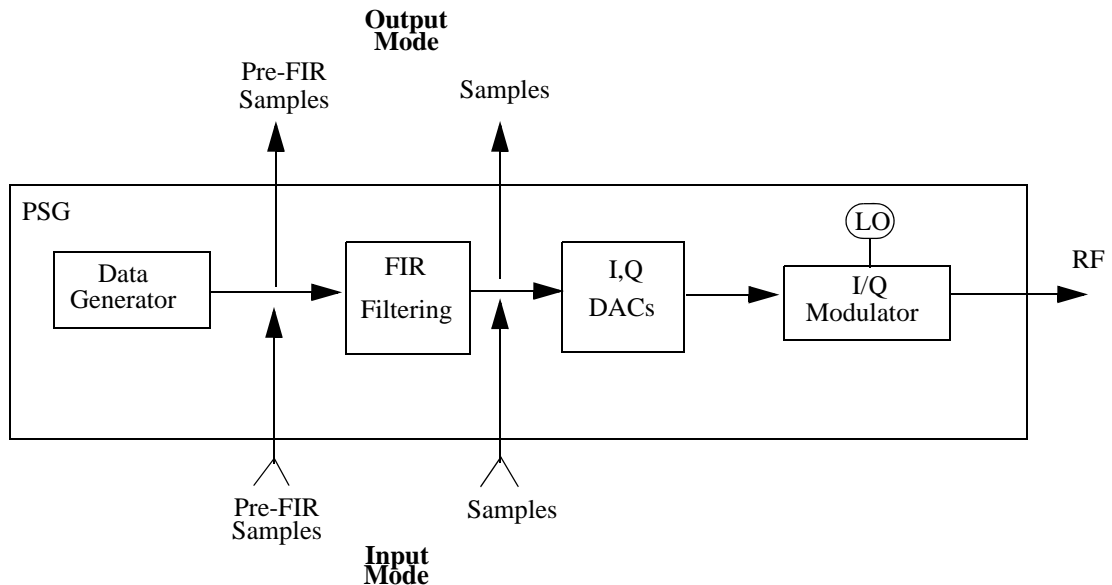 Output
Mode
Pre-FIR
Samples
Samples
PSG
LO
Data
Generator
FIR
Filtering
I,Q
DACs
I/Q
Modulator
RF
Pre-FIR
Samples
Samples
Input
Mode